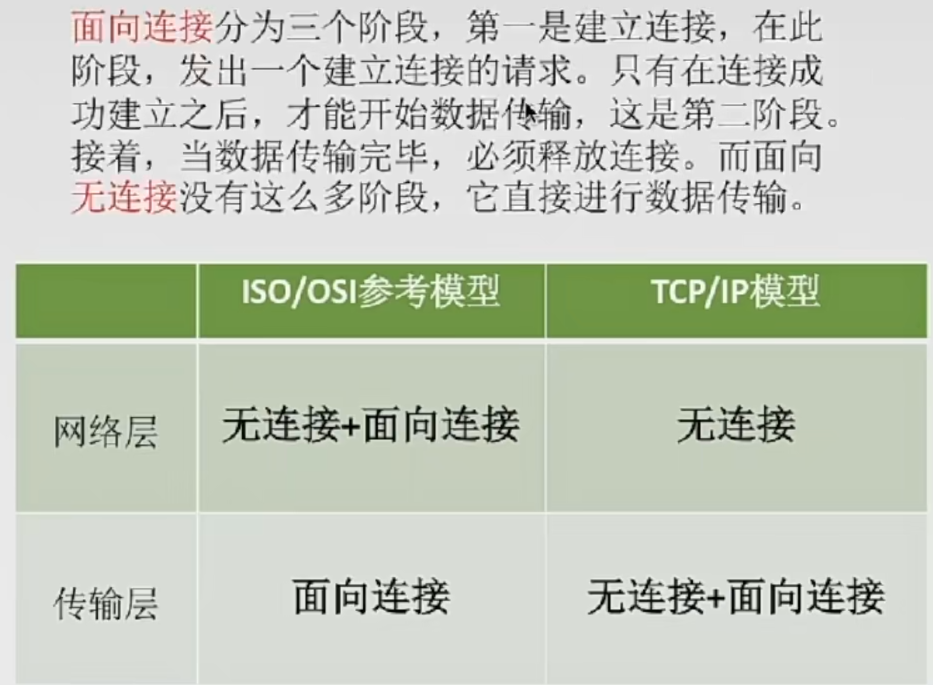 面向连接分为三个阶段，第一是建立连接，在此
阶段，发出一个建立连接的请求。只有在连接成
功建立之后，才能开始数据传输，这是第二阶段。
接着，当数据传输完毕，必须释放连接。而面向
无连接没有这么多阶段，它直接进行数据传输。
ISO/OSI参考模型 TCP/IP模型
网络层 无连接+面向连接 无连接
传输层 面向连接 无连接+面向连接